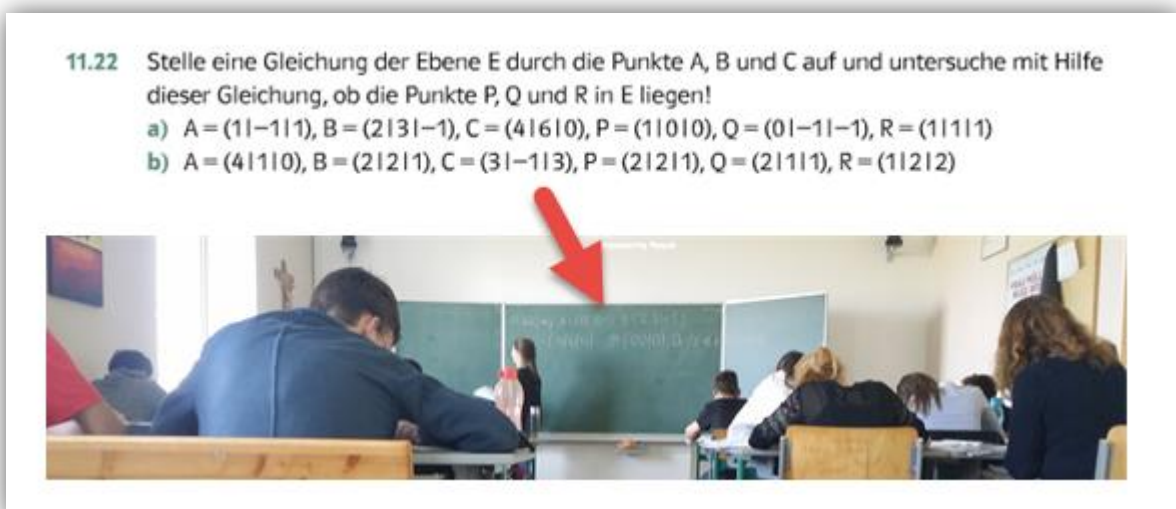 11.22 Stelle eine Gleichung der Ebene E durch die Punkte A, B und C auf und untersuche mit Hilfe
dieser Gleichung, ob die Punkte P, Q und R in E liegen!
a) A = (1|−1|1), B = (2|3|−1), C = (4|6|0), P = (1|0|0), Q = (0|−1|−1), R = (1|1|1)
b) A = (4|1|0), B = (2|2|1), C = (3|−1|3), P = (2|2|1), Q = (2|1|1), R = (1|2|2)